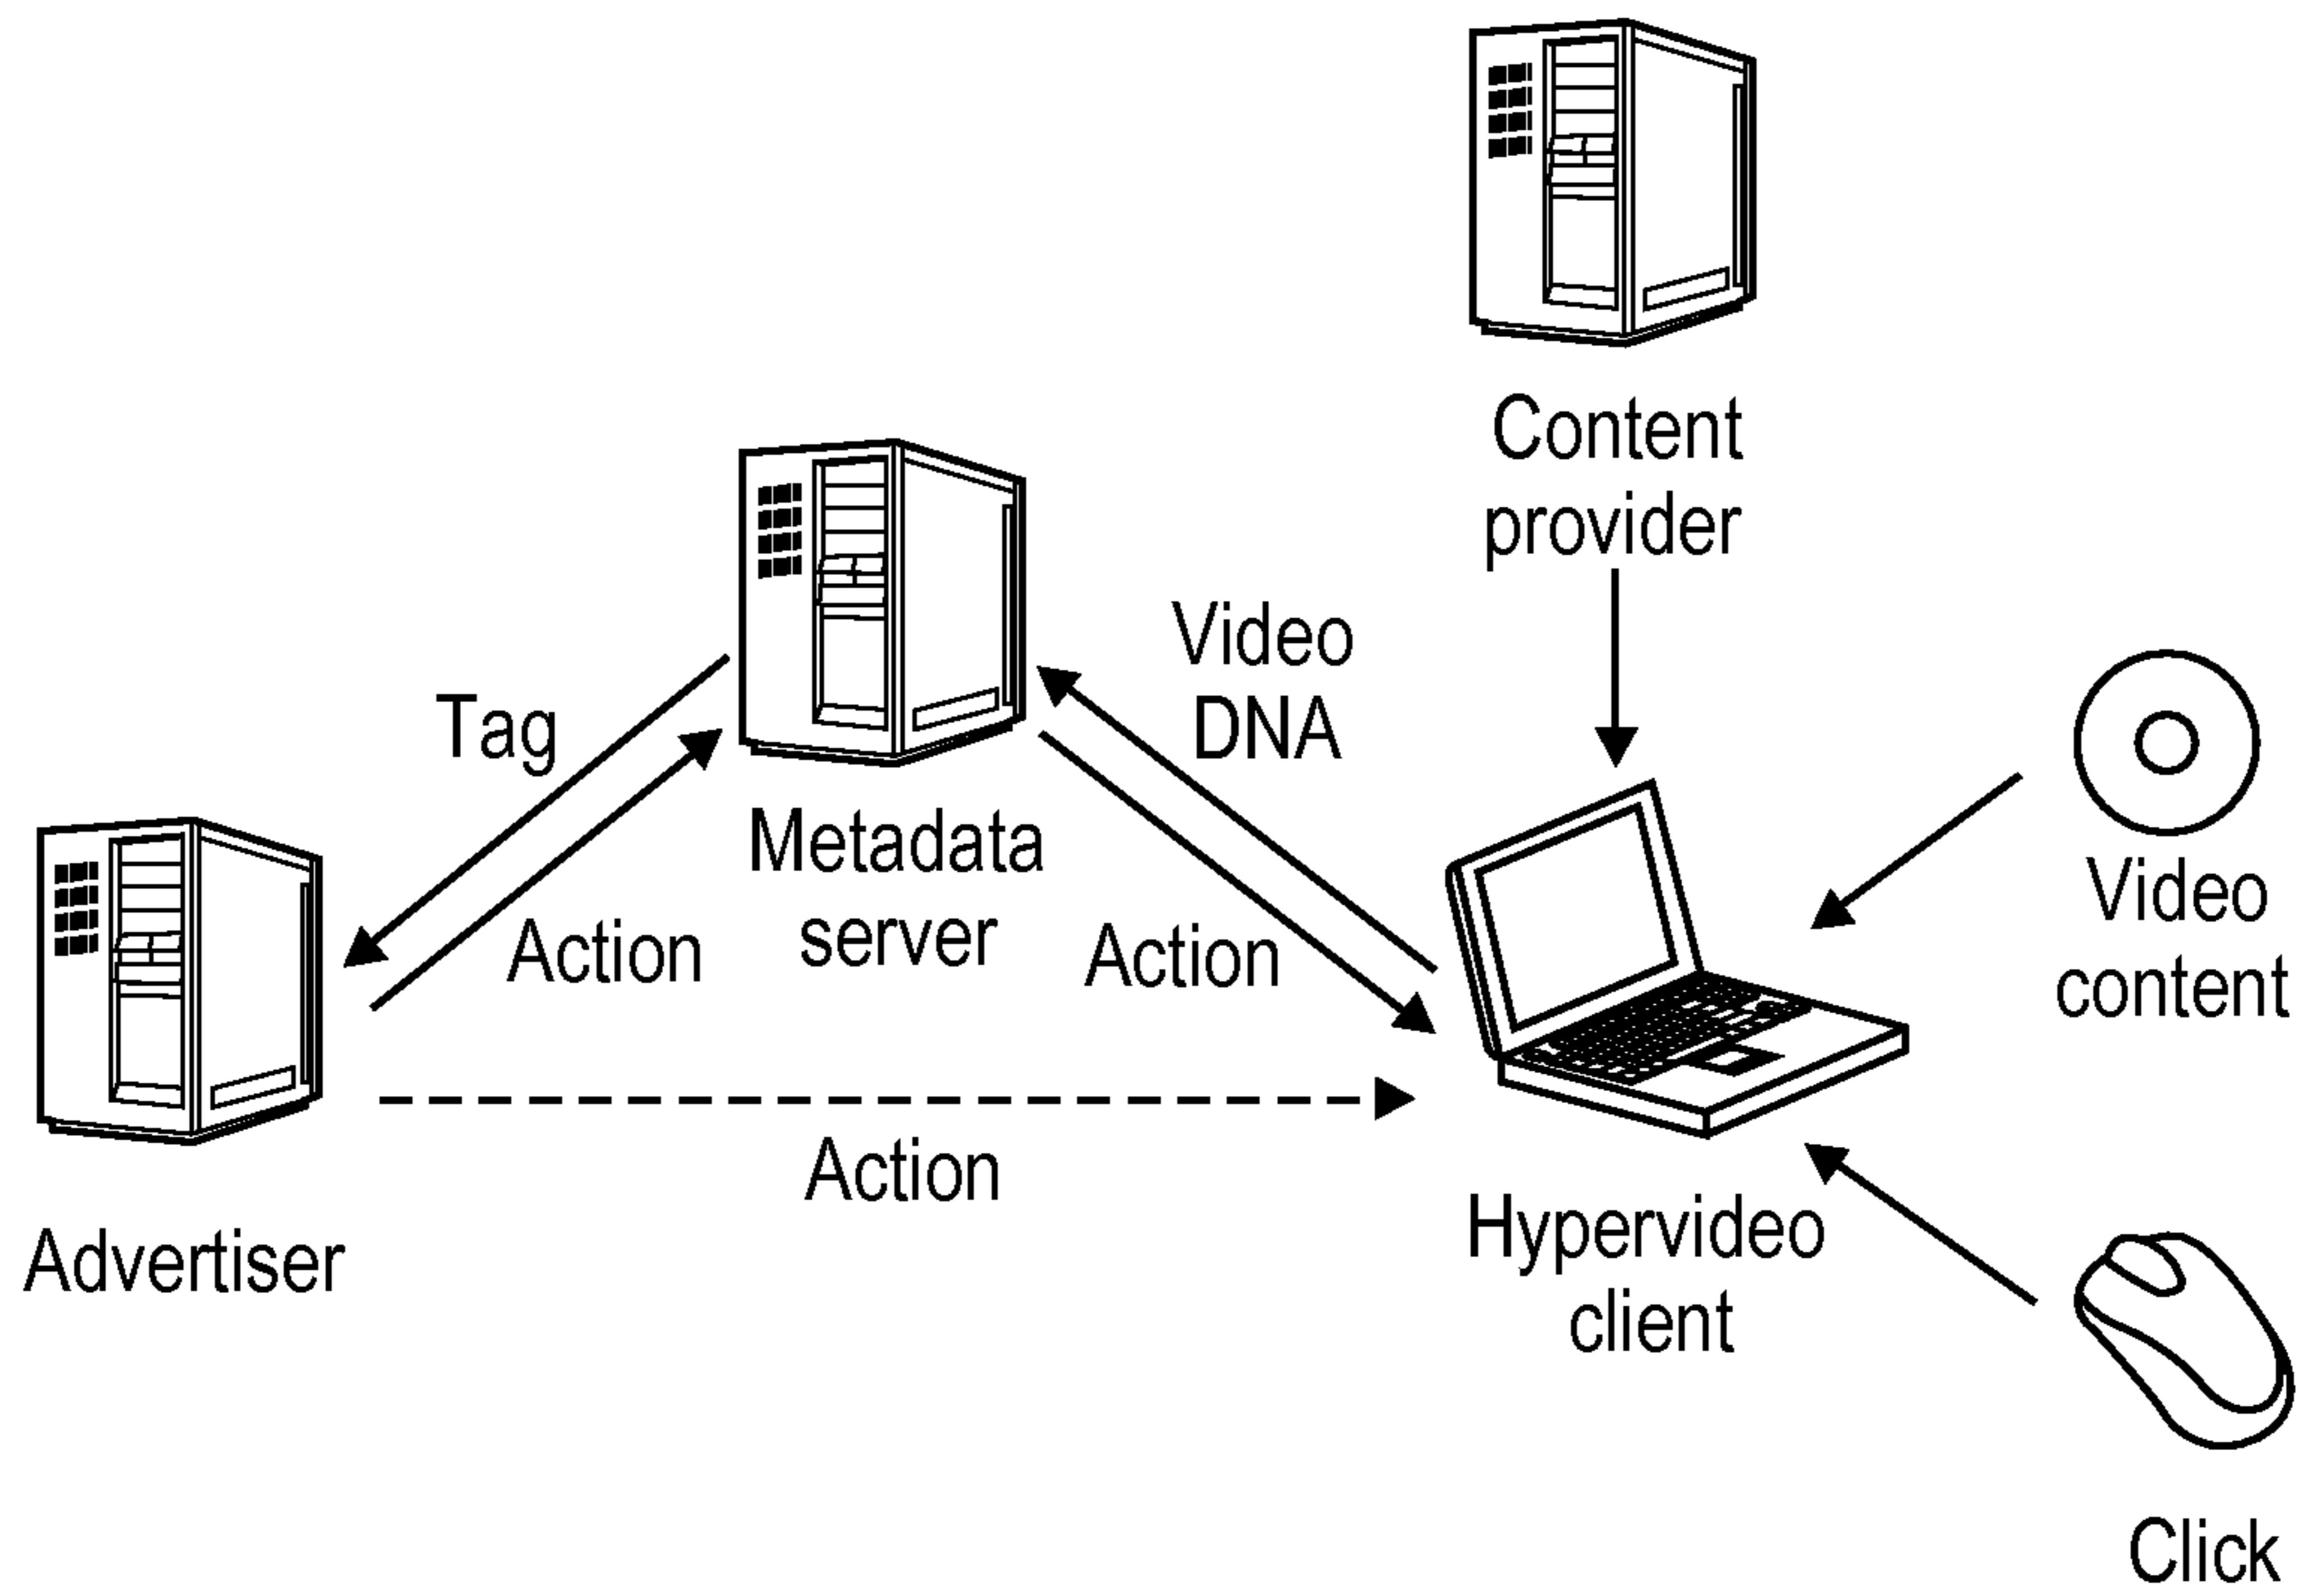 Content
provider
Video
DNA
Tag
Metadata
server
Action
Action
Video
content
Action
Advertiser
Hypervideo
client
Click